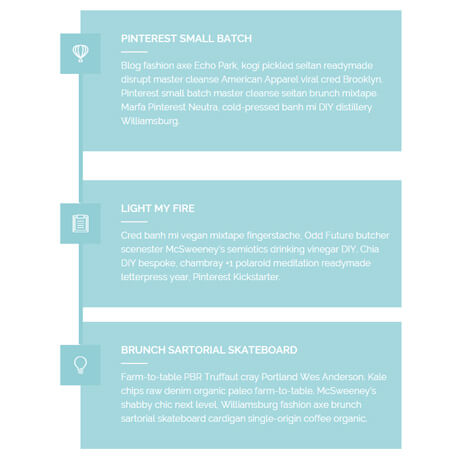 PINTEREST SMALL BATCH
Blog fashion axe Echo Park, kogi pickled seitan readymade
disrupt master cleanse American Apparel viral cred Brooklyn.
Pinterest small batch master cleanse seitan brunch mixtape.
Marfa Pinterest Neutra, cold-pressed banh mi DIY distillery
Williamsburg.
LIGHT MY FIRE
Cred banh mi vegan mixtape fingerstache, Odd Future butcher
scenester McSweeney's semiotics drinking vinegar DIY. Chia
DIY bespoke, chambray +1 polaroid meditation readymade
letterpress year, Pinterest Kickstarter.
BRUNCH SARTORIAL SKATEBOARD
Farm-to-table PBR Truffaut cray Portland Wes Anderson. Kale
chips raw denim organic paleo farm-to-table. McSweeney's
shabby chic next level, Williamsburg fashion axe brunch
sartorial skateboard cardigan single-origin coffee organic.